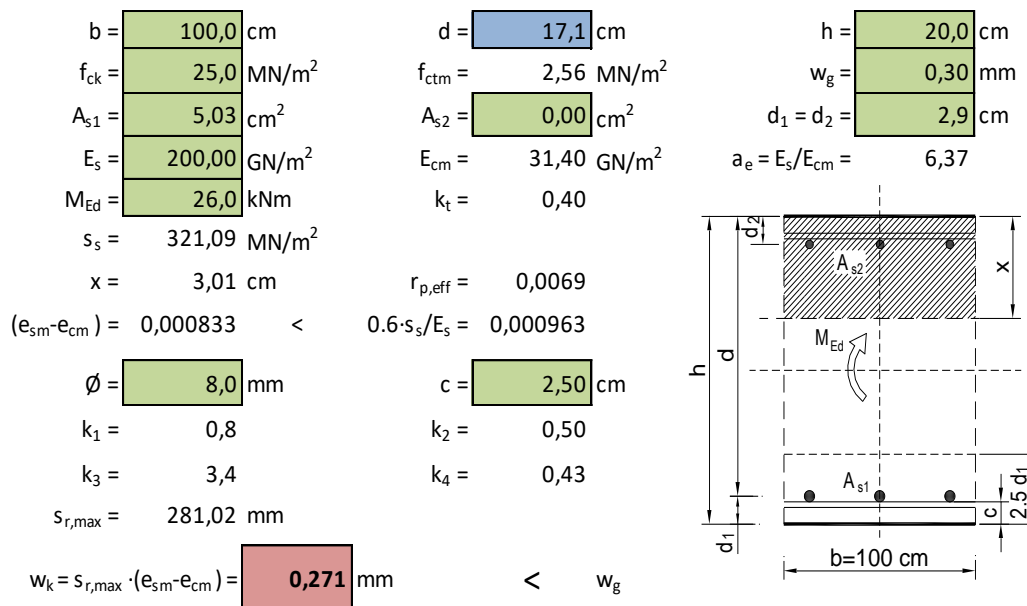 b = 100,0 cm d = 17,1 cm h = 20,0 cm
f_ck = 25,0 MN/m² f_ctm = 2,56 MN/m² w_g = 0,30 mm
A_s1 = 5,03 cm² A_s2 = 0,00 cm² d_1 = d_2 = 2,9 cm
E_s = 200,00 GN/m² E_cm = 31,40 GN/m² a_e = E_s/E_cm = 6,37
M_Ed = 26,0 kNm k_t = 0,40
s_s = 321,09 MN/m²
x = 3,01 cm r_p,eff = 0,0069
(e_sm-e_cm) = 0,000833 < 0.6·s_s/E_s = 0,000963
Ø = 8,0 mm c = 2,50 cm
k_1 = 0,8 k_2 = 0,50
k_3 = 3,4 k_4 = 0,43
s_r,max = 281,02 mm
w_k = s_r,max ·(e_sm-e_cm) = 0,271 mm < w_g
d_2
A_s2
x
M_Ed
d
h
A_s1
2.5 d_1
c
d_1
b=100 cm